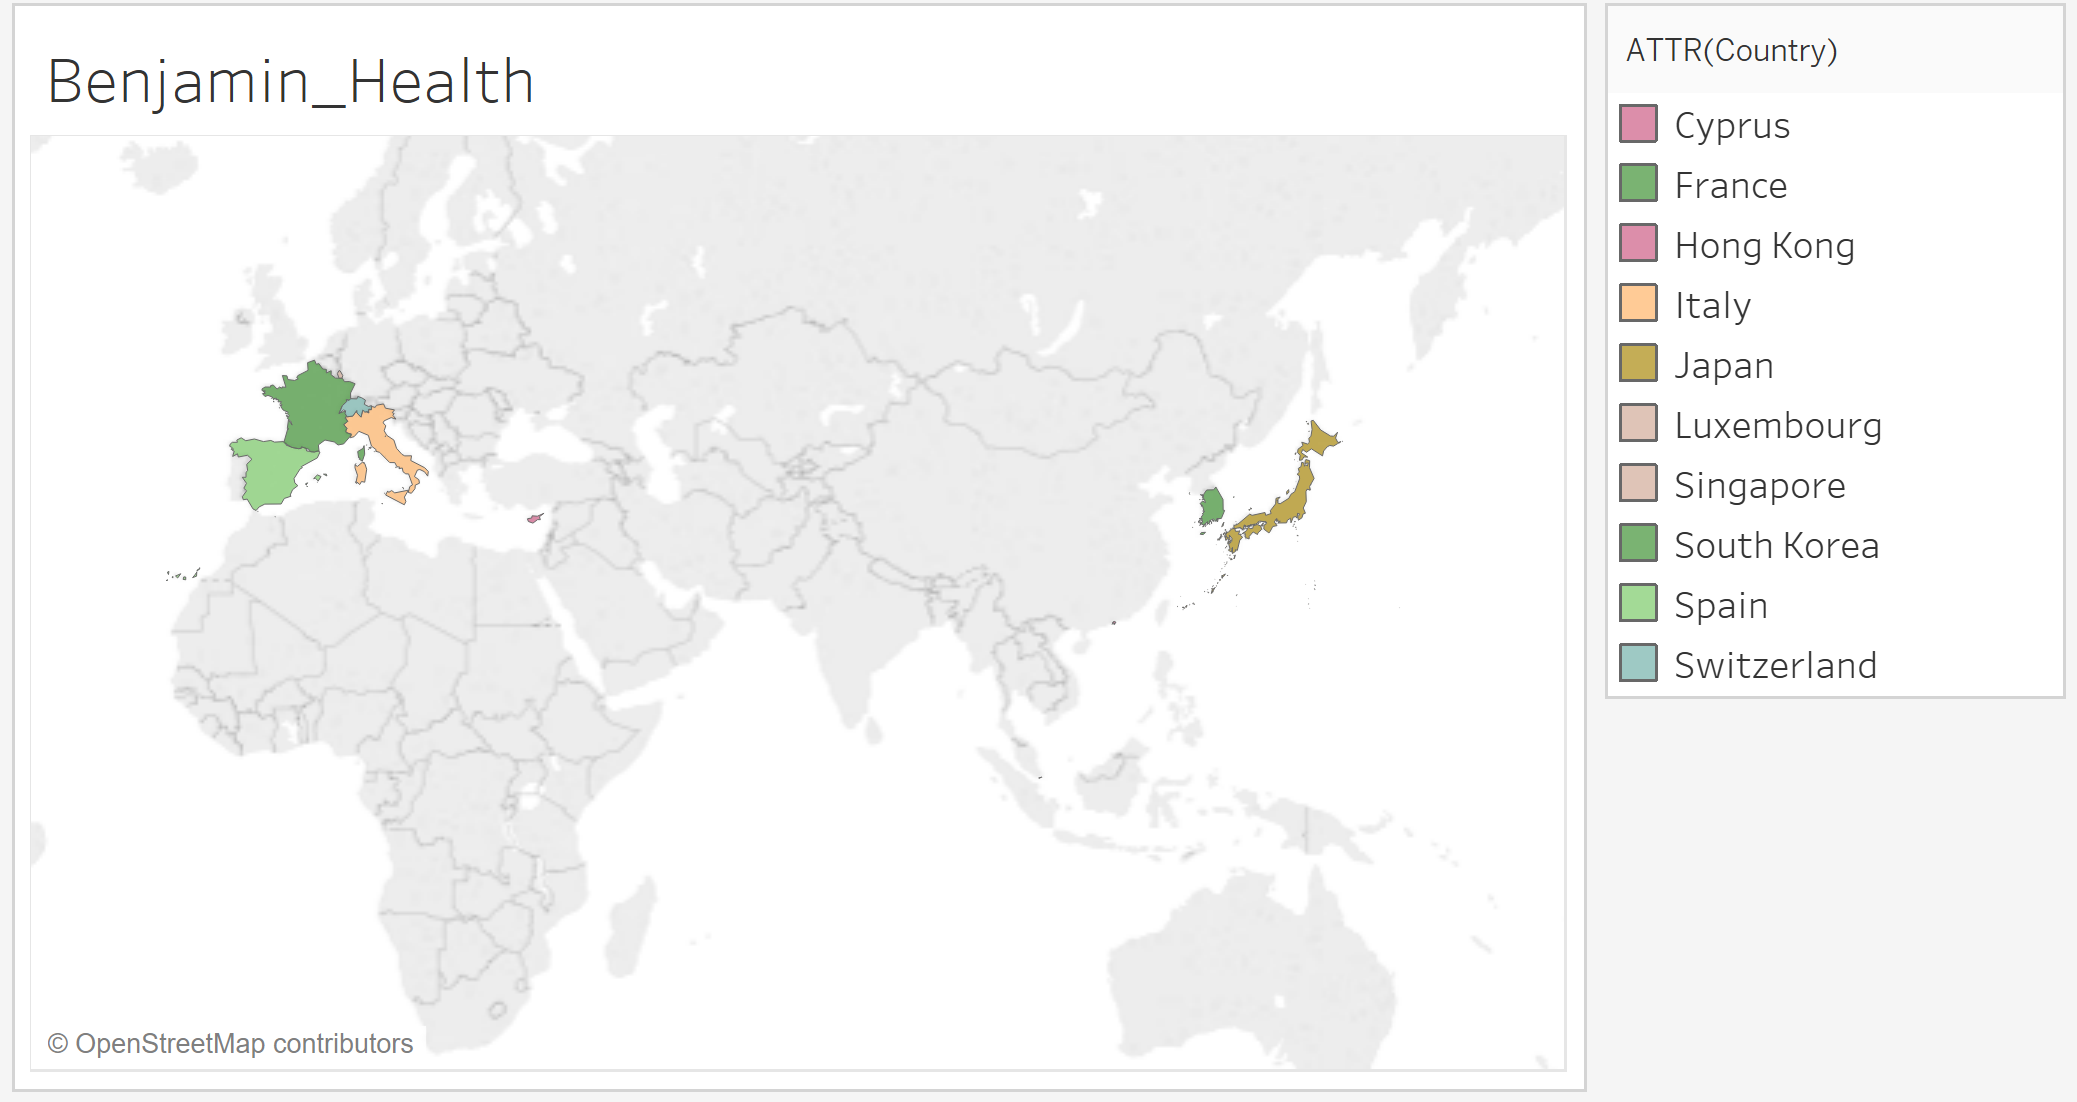 Benjamin_Health
© OpenStreetMap contributors
ATTR(Country)
Cyprus
France
Hong Kong
Italy
Japan
Luxembourg
Singapore
South Korea
Spain
Switzerland